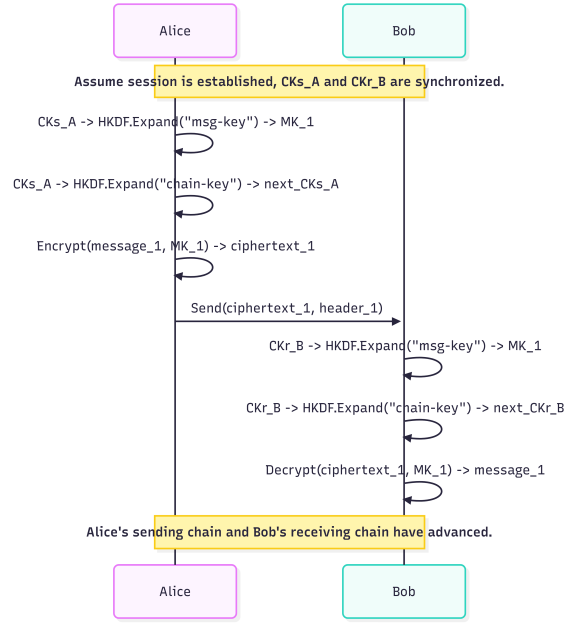 Alice
Bob
Assume session is established, CKs_A and CKr_B are synchronized.
CKs_A -> HKDF.Expand("msg-key") -> MK_1
CKs_A -> HKDF.Expand("chain-key") -> next_CKs_A
Encrypt(message_1, MK_1) -> ciphertext_1
Send(ciphertext_1, header_1)
CKr_B -> HKDF.Expand("msg-key") -> MK_1
CKr_B -> HKDF.Expand("chain-key") -> next_CKr_B
Decrypt(ciphertext_1, MK_1) -> message_1
Alice's sending chain and Bob's receiving chain have advanced.
Alice
Bob